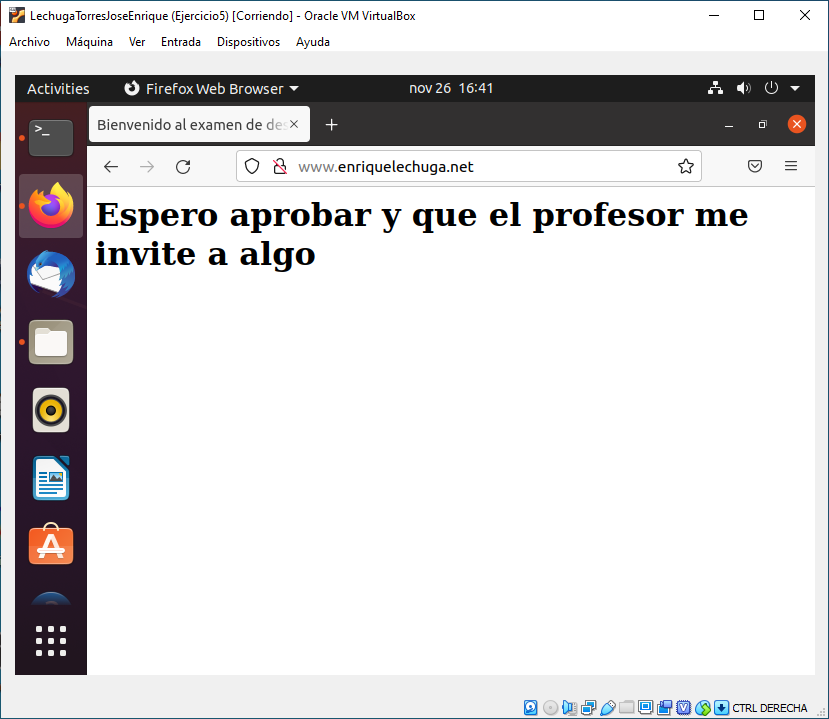 LechugaTorresJoseEnrique (Ejercicio5) [Corriendo] - Oracle VM VirtualBox
Archivo Máquina Ver Entrada Dispositivos Ayuda
Activities Firefox Web Browser nov 26 16:41
>_
Bienvenido al examen de des
www.enriquelechuga.net
Espero aprobar y que el profesor me
invite a algo
CTRL DERECHA